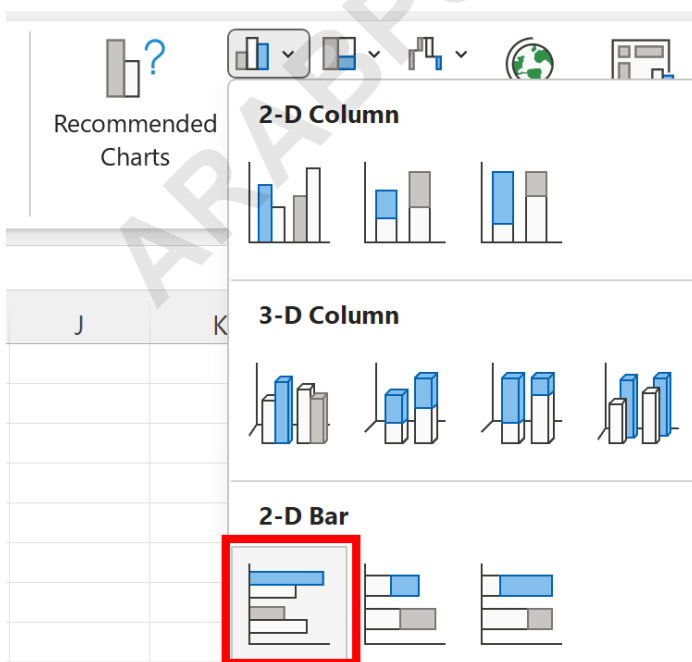 ?
Recommended
Charts
2-D Column
J
K
3-D Column
2-D Bar